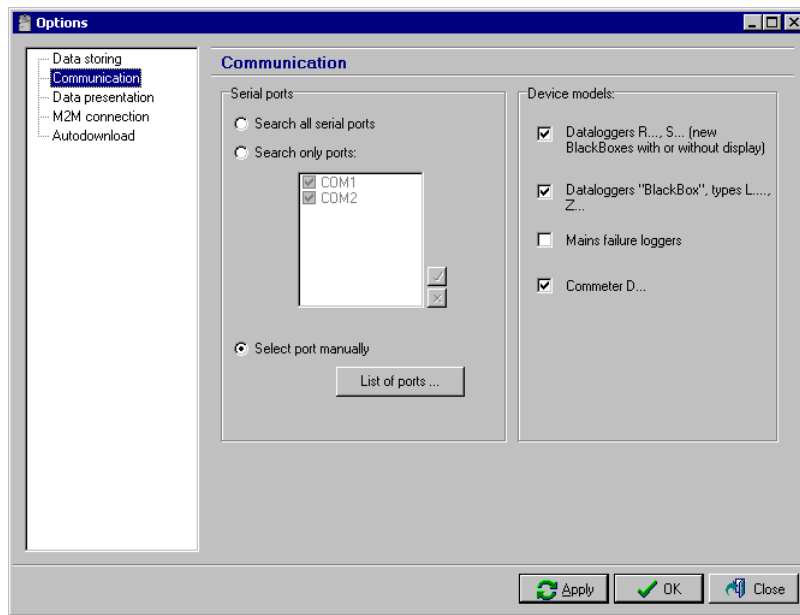 Options
Data storing
Communication
Data presentation
M2M connection
Autodownload
Communication
Serial ports
Search all serial ports
Search only ports:
COM1
COM2
Select port manually
List of ports ...
Device models:
Dataloggers R..., S... (new
BlackBoxes with or without display)
Dataloggers "BlackBox", types L....,
Z...
Mains failure loggers
Commeter D...
Apply
OK
Close